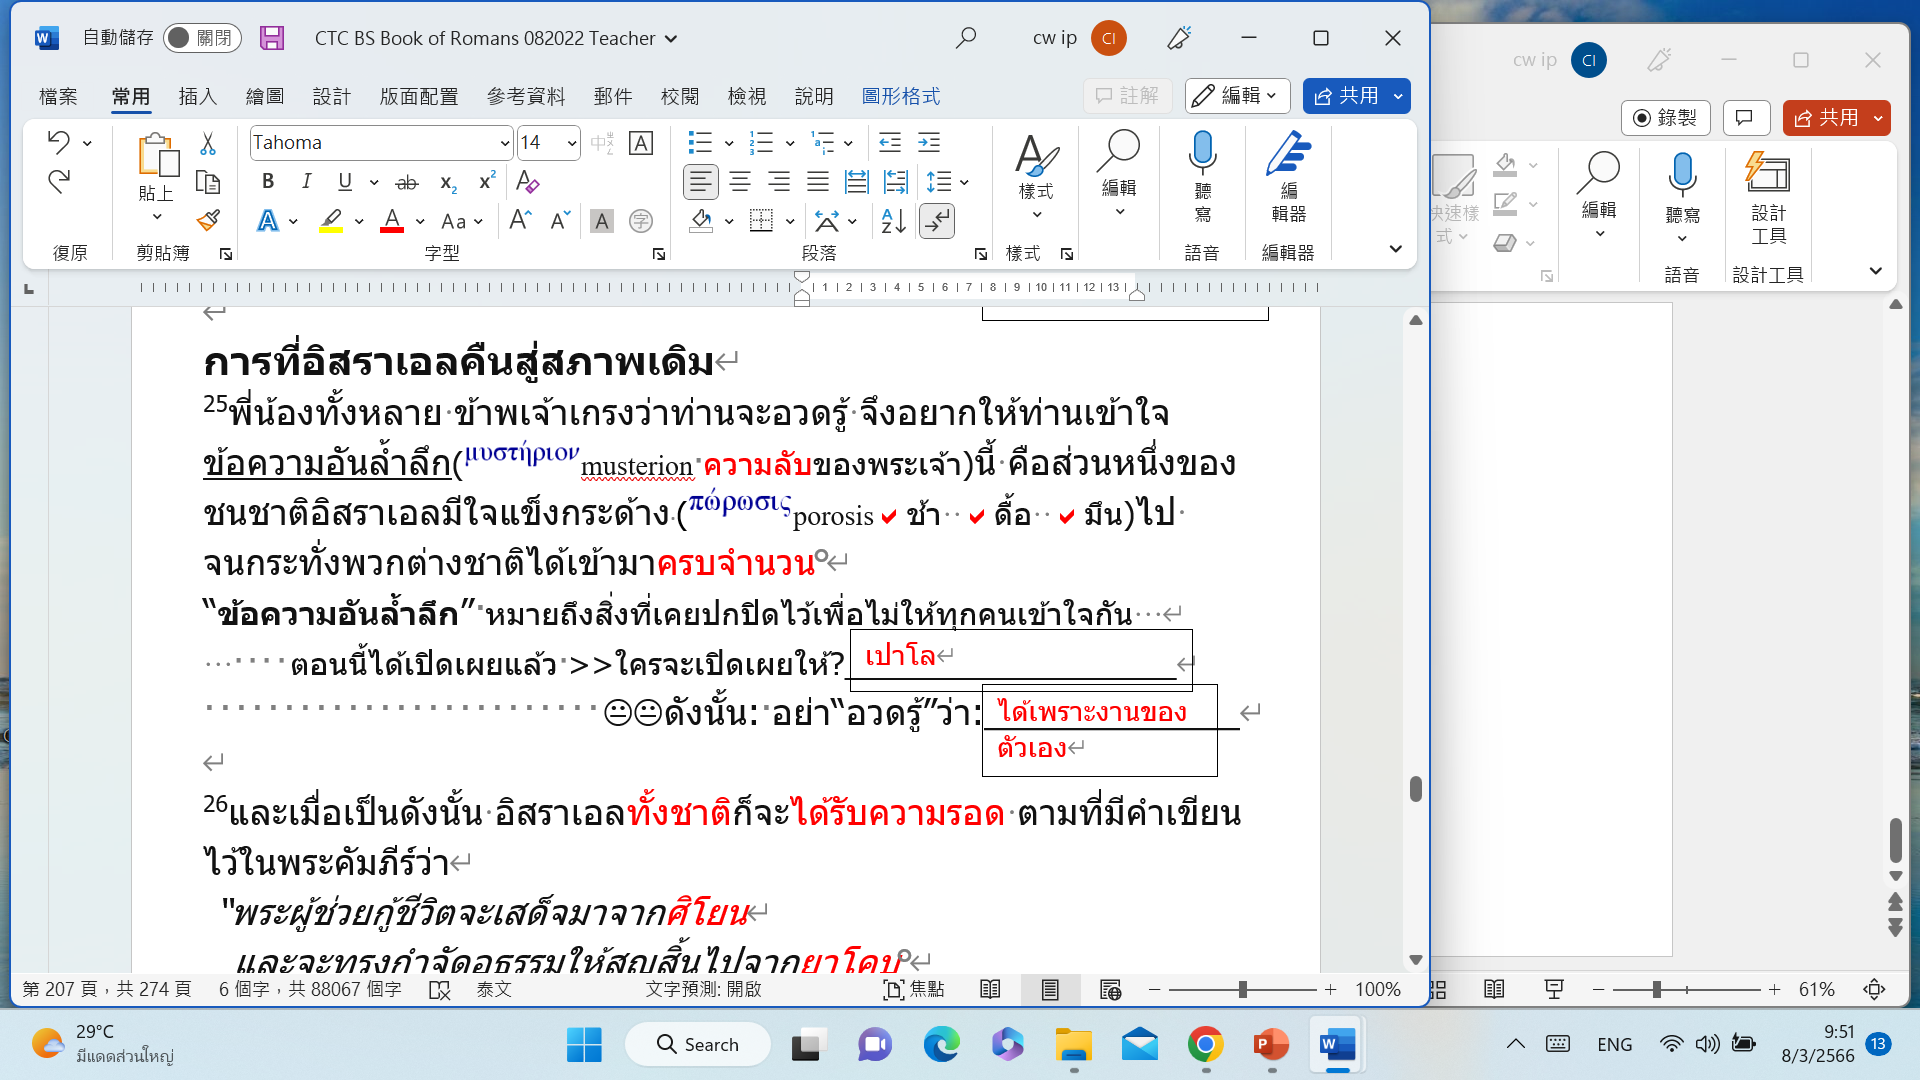 自動儲存 關閉 CTC BS Book of Romans 082022 Teacher cw ip CI
檔案 常用 插入 繪圖 設計 版面配置 參考資料 郵件 校閱 檢視 說明 圖形格式 註解 編輯 共用
Tahoma 14
貼上 樣式 編輯 聽寫 編輯器
復原 剪貼簿 字型 段落 樣式 語音 編輯器
1 2 3 4 5 6 7 8 9 10 11 12 13
การที่อิสราเอลคืนสู่สภาพเดิม
25พี่น้องทั้งหลาย ข้าพเจ้าเกรงว่าท่านจะอวดรู้ จึงอยากให้ท่านเข้าใจ
ข้อความอันล้ำลึก(μυστήριον musterion ความลับของพระเจ้า)นี้ คือส่วนหนึ่งของ
ชนชาติอิสราเอลมีใจแข็งกระด้าง (πώρωσις porosis ช้า ดื้อ มึน)ไป
จนกระทั่งพวกต่างชาติได้เข้ามาครบจำนวน
“ข้อความอันล้ำลึก” หมายถึงสิ่งที่เคยปกปิดไว้เพื่อไม่ให้ทุกคนเข้าใจกัน
ตอนนี้ได้เปิดเผยแล้ว >>ใครจะเปิดเผยให้? เปาโล
😐😐ดังนั้น: อย่า“อวดรู้”ว่า: ได้เพราะงานของ
ตัวเอง
26และเมื่อเป็นดังนั้น อิสราเอลทั้งชาติก็จะได้รับความรอด ตามที่มีคำเขียน
ไว้ในพระคัมภีร์ว่า
"พระผู้ช่วยกู้ชีวิตจะเสด็จมาจากศิโยน
และจะทรงกำจัดอธรรมให้สูญสิ้นไปจากยาโคบ
第 207 頁，共 274 頁 6 個字，共 88067 個字 泰文 文字預測: 開啟 焦點 100%
cw ip CI
錄製 共用
快速樣式 編輯 聽寫 設計工具
語音 設計工具
61%
29°C
มีแดดส่วนใหญ่
Search
ENG
9:51
8/3/2566
13